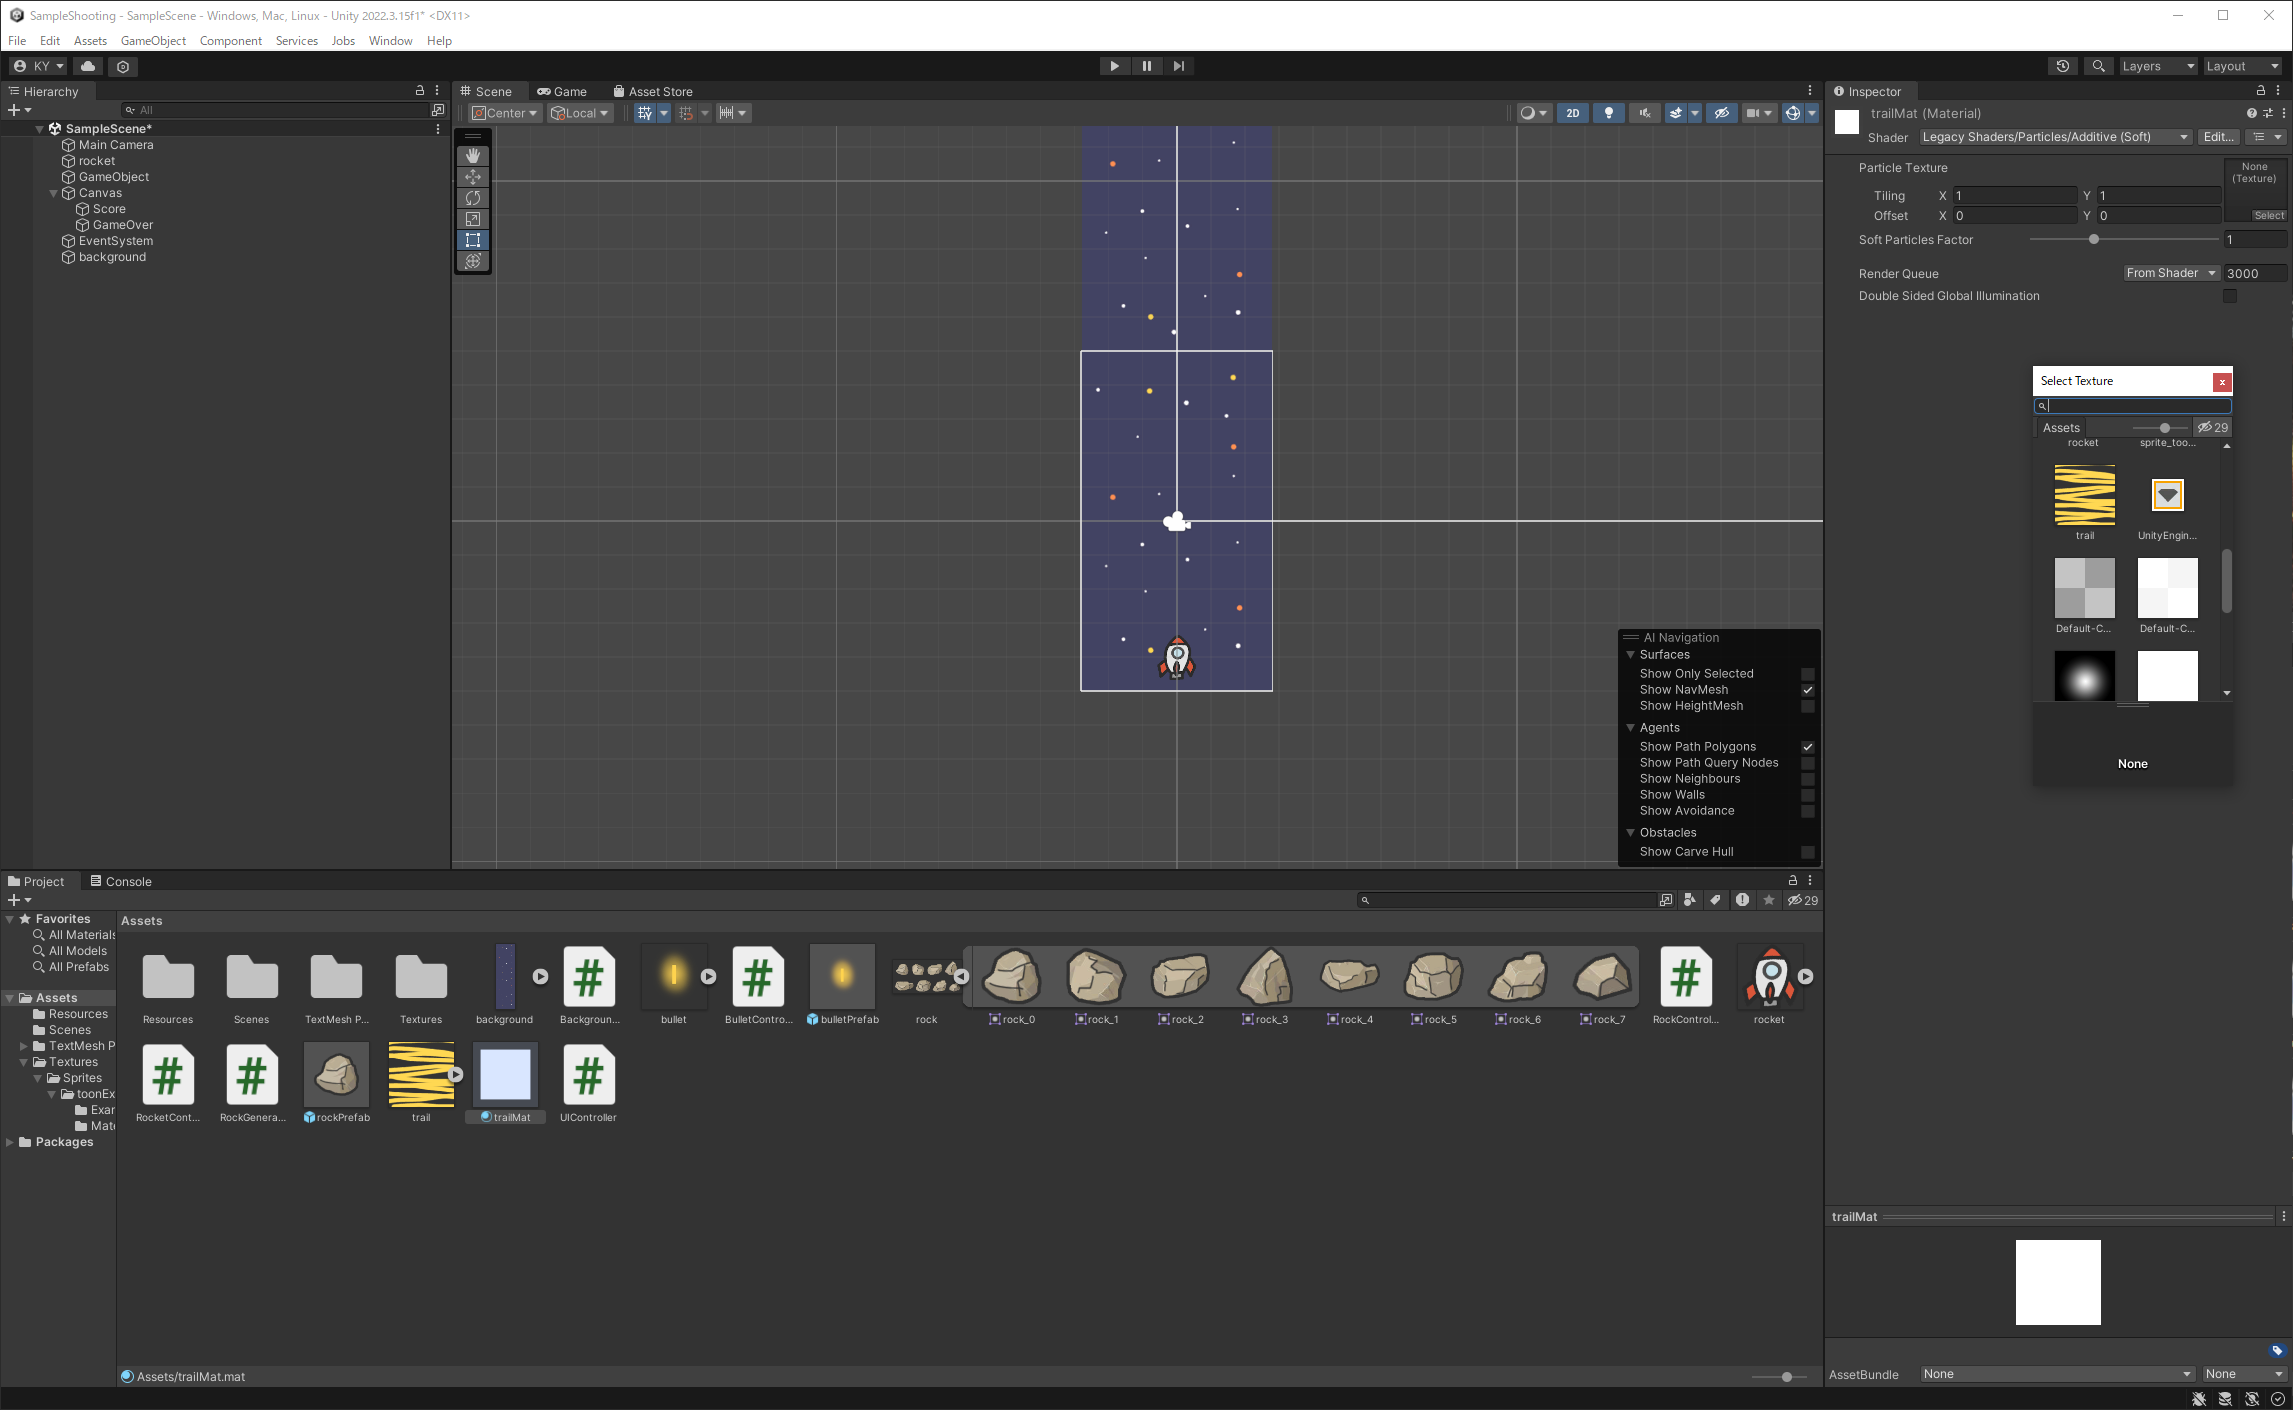 SampleShooting - SampleScene - Windows, Mac, Linux - Unity 2022.3.15f1* <DX11>
File Edit Assets GameObject Component Services Jobs Window Help
KY
Layers Layout
Hierarchy
All
SampleScene*
Main Camera
rocket
GameObject
Canvas
Score
GameOver
EventSystem
background
Scene Game Asset Store
Center Local 2D
AI Navigation
Surfaces
Show Only Selected
Show NavMesh
Show HeightMesh
Agents
Show Path Polygons
Show Path Query Nodes
Show Neighbours
Show Walls
Show Avoidance
Obstacles
Show Carve Hull
Inspector
trailMat (Material)
Shader Legacy Shaders/Particles/Additive (Soft) Edit...
Particle Texture
None
(Texture)
Tiling X 1 Y 1
Offset X 0 Y 0
Select
Soft Particles Factor 1
Render Queue From Shader 3000
Double Sided Global Illumination
Select Texture x
Assets 29
rocket sprite_too...
trail UnityEngin...
Default-C... Default-C...
None
Project Console
29
Favorites
All Materials
All Models
All Prefabs
Assets
Resources
Scenes
TextMesh P
Textures
Sprites
toonEx
Exar
Mate
Packages
Assets
Resources Scenes TextMesh P... Textures background Backgroun... bullet BulletContro... bulletPrefab rock rock_0 rock_1 rock_2 rock_3 rock_4 rock_5 rock_6 rock_7 RockControl... rocket
RocketCont... RockGenera... rockPrefab trail trailMat UIController
Assets/trailMat.mat
trailMat
AssetBundle None None